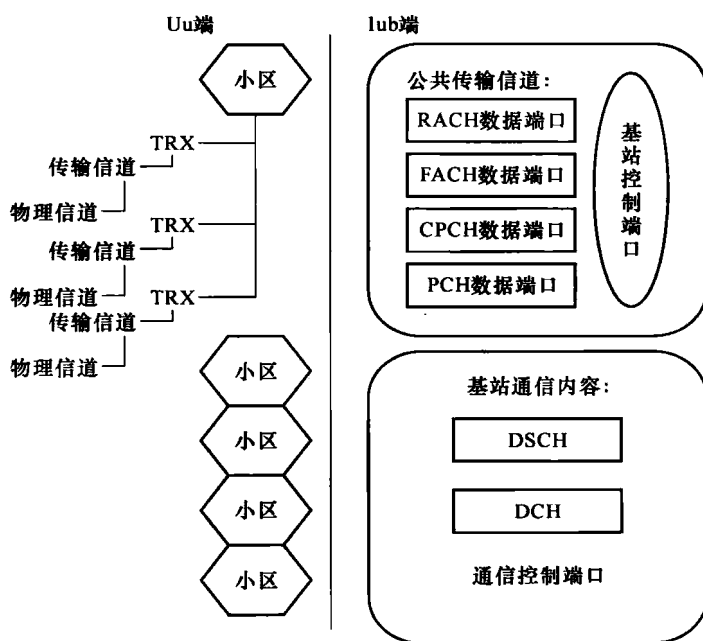 Uu端
小区
TRX
传输信道
物理信道
TRX
传输信道
物理信道
TRX
传输信道
物理信道
小区
小区
小区
小区
Iub端
公共传输信道:
RACH数据端口
FACH数据端口
CPCH数据端口
PCH数据端口
基站控制端口
基站通信内容:
DSCH
DCH
通信控制端口